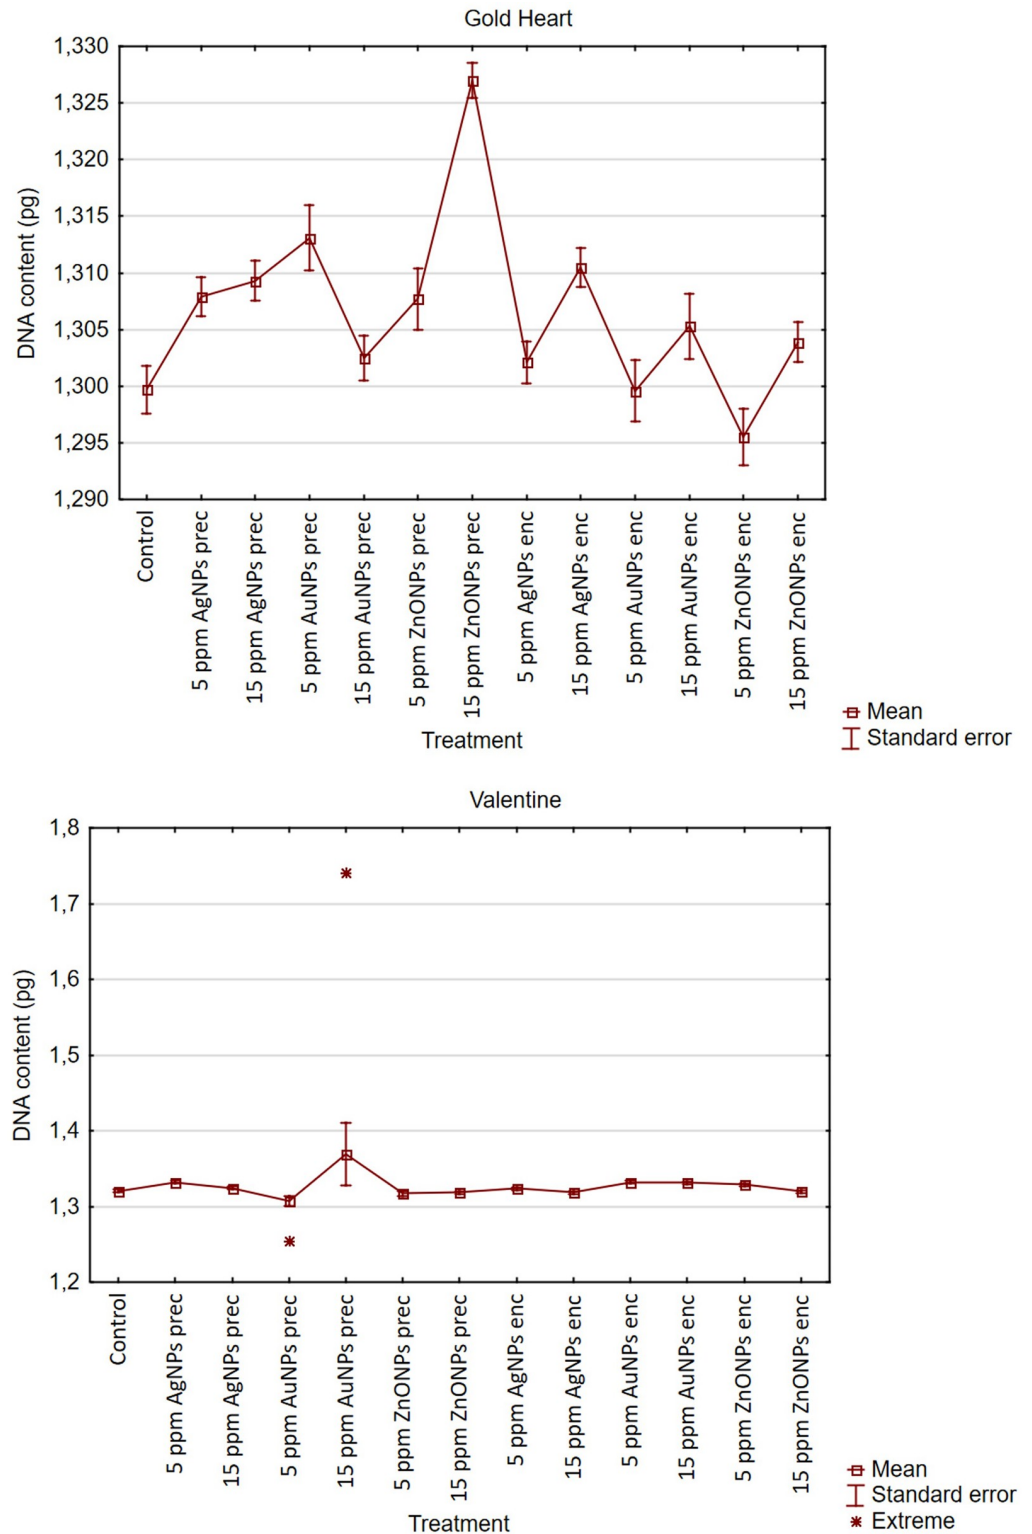 Gold Heart
1,330
1,325
1,320
1,315
1,310
1,305
1,300
1,295
1,290
DNA content (pg)
Control
5 ppm AgNPs prec
15 ppm AgNPs prec
5 ppm AuNPs prec
15 ppm AuNPs prec
5 ppm ZnONPs prec
15 ppm ZnONPs prec
5 ppm AgNPs enc
15 ppm AgNPs enc
5 ppm AuNPs enc
15 ppm AuNPs enc
5 ppm ZnONPs enc
15 ppm ZnONPs enc
Treatment
Mean
Standard error
Valentine
1,8
1,7
1,6
1,5
1,4
1,3
1,2
DNA content (pg)
Control
5 ppm AgNPs prec
15 ppm AgNPs prec
5 ppm AuNPs prec
15 ppm AuNPs prec
5 ppm ZnONPs prec
15 ppm ZnONPs prec
5 ppm AgNPs enc
15 ppm AgNPs enc
5 ppm AuNPs enc
15 ppm AuNPs enc
5 ppm ZnONPs enc
15 ppm ZnONPs enc
Treatment
Mean
Standard error
Extreme